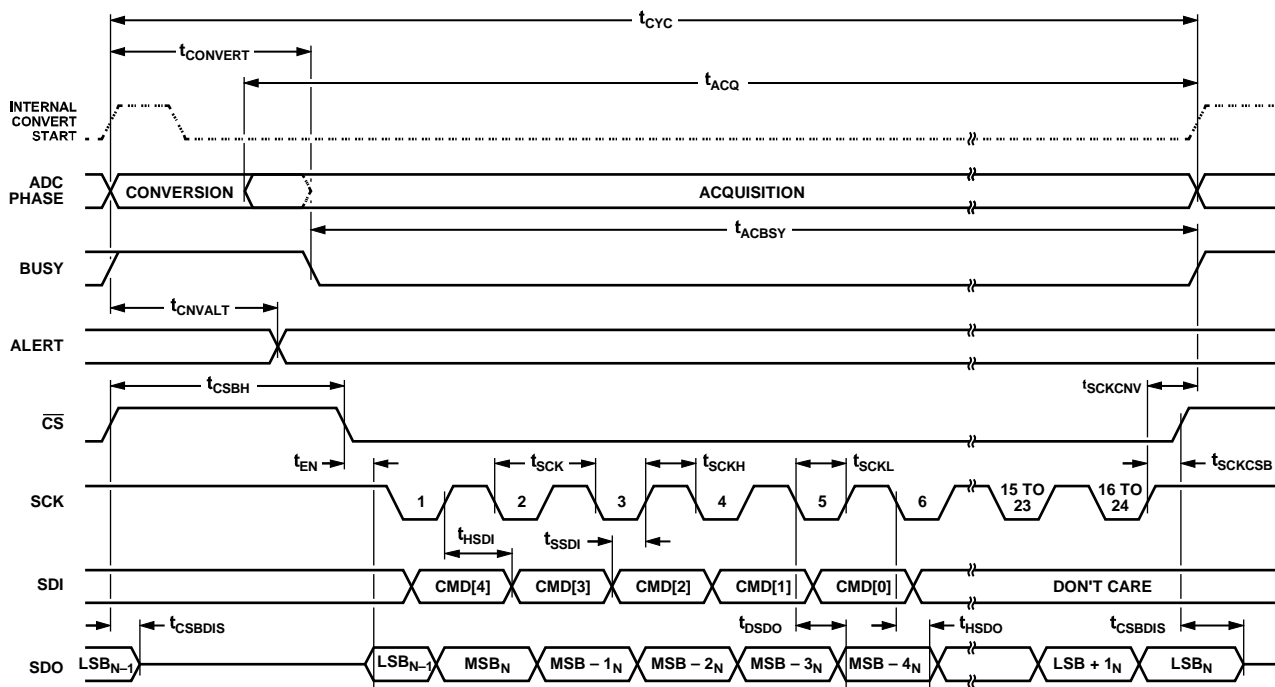 tCYC
tCONVERT
tACQ
INTERNAL
CONVERT
START
ADC
PHASE
CONVERSION
ACQUISITION
tACBSY
BUSY
tCNVALT
ALERT
tCSBH
tSCKCNV
CS
tEN
tSCK
tSCKH
tSCKL
tSCKCSB
SCK
1
2
3
4
5
6
15 TO
23
16 TO
24
tHSDI
tSSDI
SDI
CMD[4]
CMD[3]
CMD[2]
CMD[1]
CMD[0]
DON'T CARE
tCSBDIS
tDSDO
tHSDO
tCSBDIS
SDO
LSBN–1
LSBN–1
MSBN
MSB – 1N
MSB – 2N
MSB – 3N
MSB – 4N
LSB + 1N
LSBN